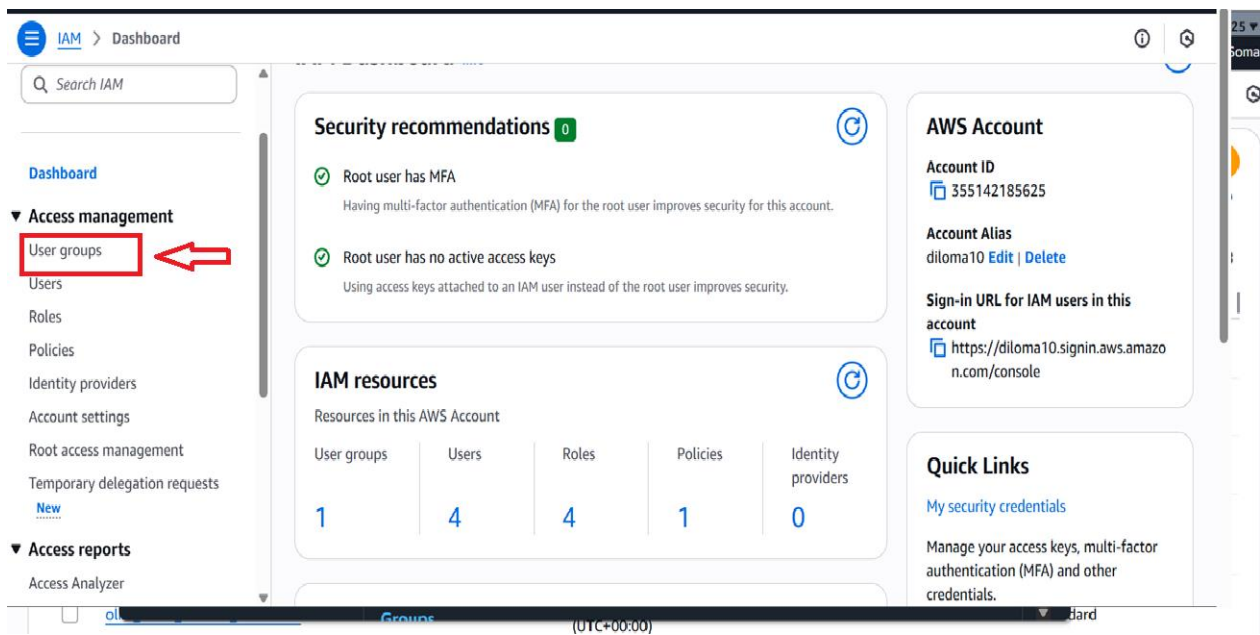 IAM > Dashboard
Search IAM
Dashboard
Access management
User groups
Users
Roles
Policies
Identity providers
Account settings
Root access management
Temporary delegation requests
New
Access reports
Access Analyzer
Security recommendations 0
Root user has MFA
Having multi-factor authentication (MFA) for the root user improves security for this account.
Root user has no active access keys
Using access keys attached to an IAM user instead of the root user improves security.
IAM resources
Resources in this AWS Account
User groups
Users
Roles
Policies
Identity
providers
1
4
4
1
0
AWS Account
Account ID
355142185625
Account Alias
diloma10 Edit | Delete
Sign-in URL for IAM users in this
account
https://diloma10.signin.aws.amazo
n.com/console
Quick Links
My security credentials
Manage your access keys, multi-factor
authentication (MFA) and other
credentials.
25
Soma
Groups
(UTC+00:00)
dard